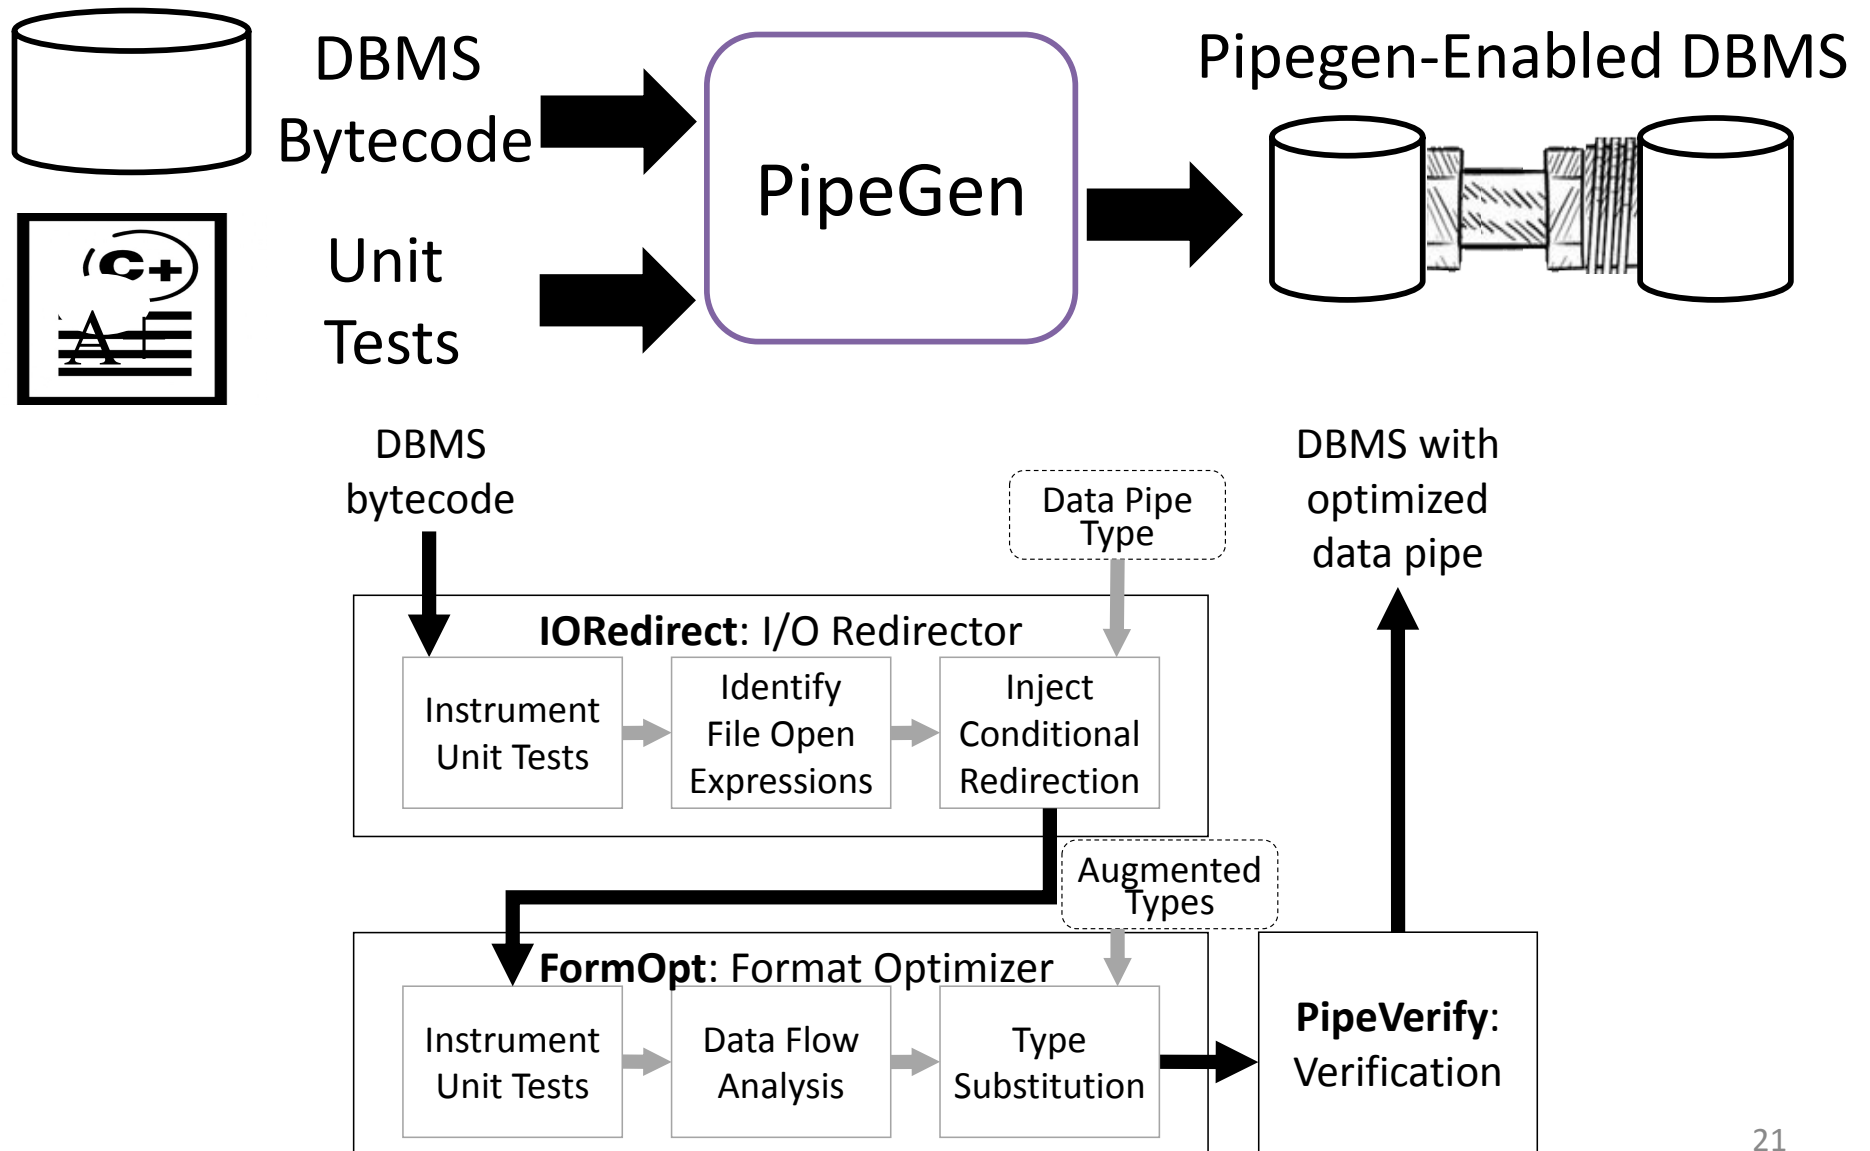 DBMS
Bytecode
Unit
Tests
PipeGen
Pipegen-Enabled DBMS
C+
A+
DBMS
bytecode
Data Pipe
Type
DBMS with
optimized
data pipe
IORedirect: I/O Redirector
Instrument
Unit Tests
Identify
File Open
Expressions
Inject
Conditional
Redirection
Augmented
Types
FormOpt: Format Optimizer
Instrument
Unit Tests
Data Flow
Analysis
Type
Substitution
PipeVerify:
Verification
21